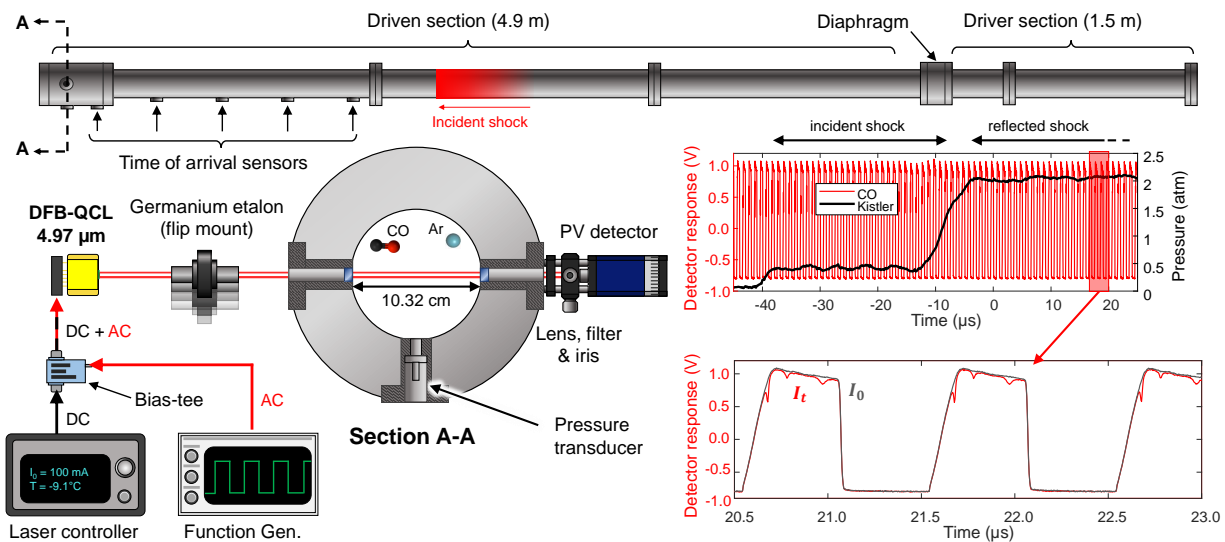 A
Driven section (4.9 m)
Diaphragm
Driver section (1.5 m)
Incident shock
A
Time of arrival sensors
DFB-QCL
4.97 µm
Germanium etalon
(flip mount)
CO
Ar
PV detector
10.32 cm
Lens, filter
& iris
DC + AC
Bias-tee
AC
DC
Section A-A
Pressure
transducer
I0 = 100 mA
T = -9.1°C
Laser controller
Function Gen.
incident shock
reflected shock
Detector response (V)
1.0
0.5
0.0
-0.5
-1.0
CO
Kistler
2.5
2
1.5
1
0.5
0
Pressure (atm)
-40
-30
-20
-10
0
10
20
Time (µs)
Detector response (V)
1.0
0.5
0.0
-0.5
-1.0
It
I0
20.5
21.0
21.5
22.0
22.5
23.0
Time (µs)